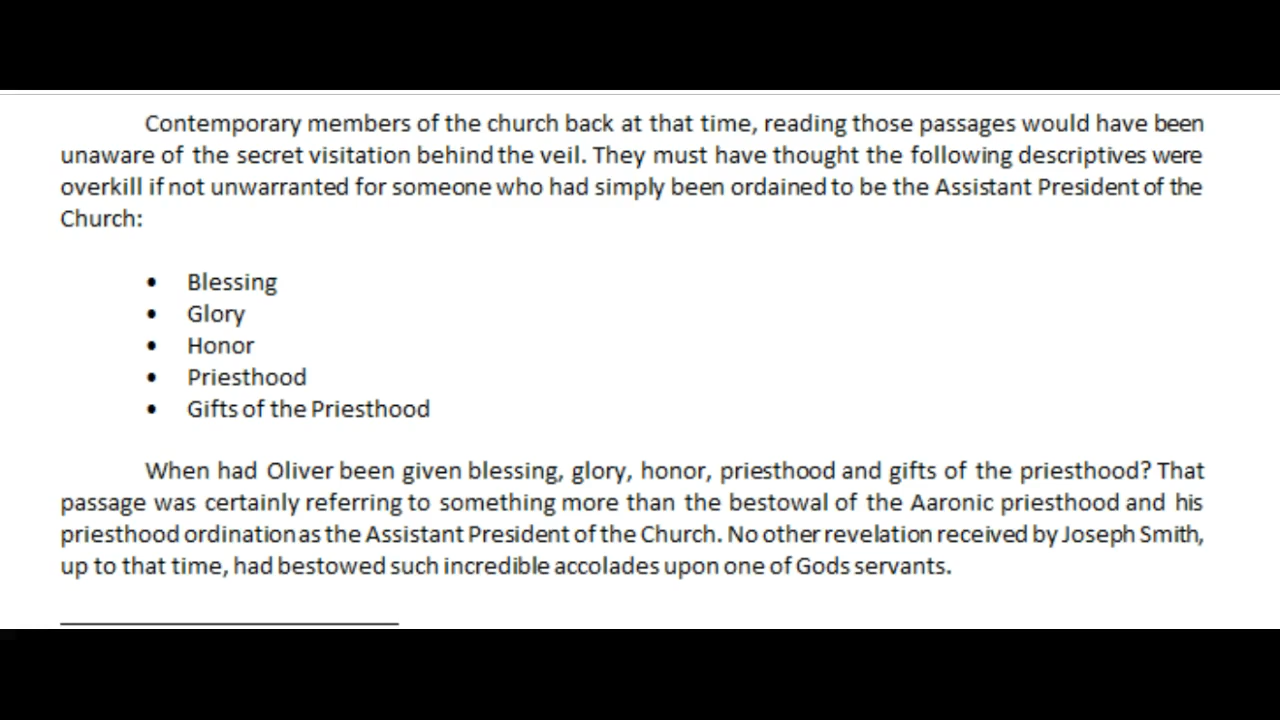 Contemporary members of the church back at that time, reading those passages would have been
unaware of the secret visitation behind the veil. They must have thought the following descriptives were
overkill if not unwarranted for someone who had simply been ordained to be the Assistant President of the
Church:
• Blessing
• Glory
• Honor
• Priesthood
• Gifts of the Priesthood
When had Oliver been given blessing, glory, honor, priesthood and gifts of the priesthood? That
passage was certainly referring to something more than the bestowal of the Aaronic priesthood and his
priesthood ordination as the Assistant President of the Church. No other revelation received by Joseph Smith,
up to that time, had bestowed such incredible accolades upon one of Gods servants.